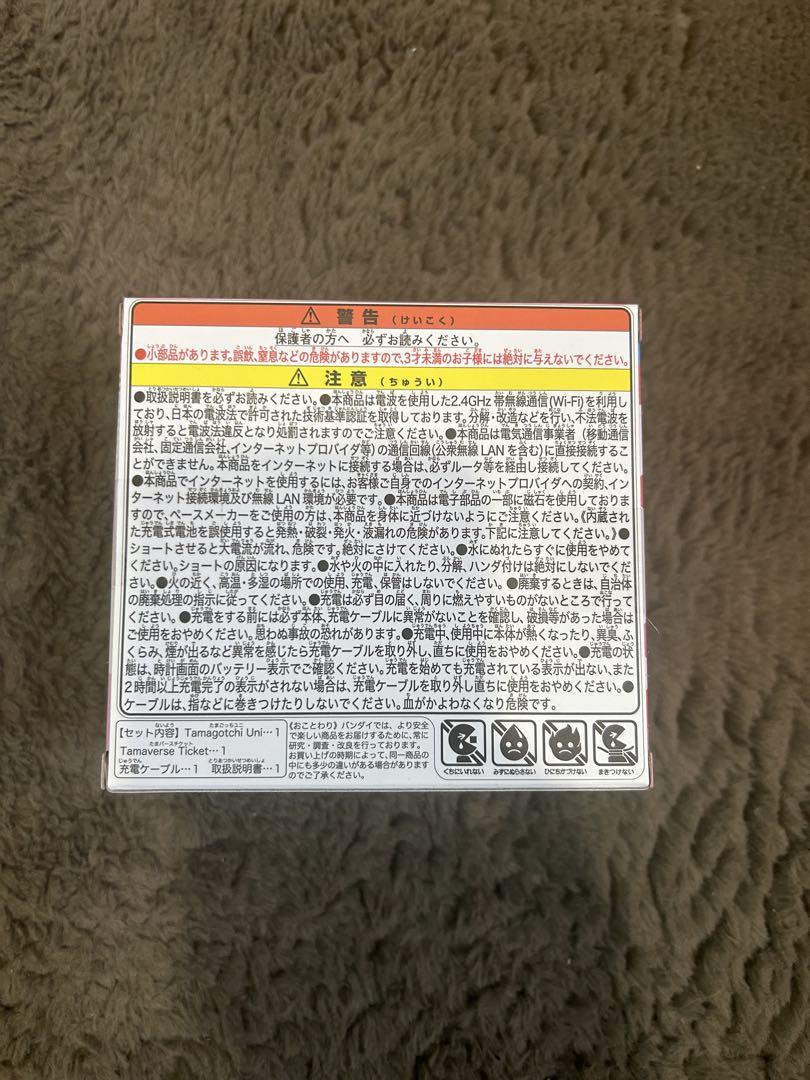 ⚠ 警告 (けいこく)
保護者の方へ 必ずお読みください。
●小部品があります。誤飲、窒息などの危険がありますので、3才未満のお子様には絶対に与えないでください。
⚠ 注意 (ちゅうい)
●取扱説明書を必ずお読みください。●本商品は電波を使用した2.4GHz帯無線通信(Wi-Fi)を利用し
ており、日本の電波法で許可された技術基準認証を取得しております。分解・改造などを行い、不法電波を
放射すると電波法違反となり処罰されますのでご注意ください。●本商品は電気通信事業者(移動通信
会社、固定通信会社、インターネットプロバイダ等)の通信回線(公衆無線LANを含む)に直接接続するこ
とができません。本商品をインターネットに接続する場合は、必ずルータ等を経由し接続してください。
●本商品でインターネットを使用するには、お客様ご自身でのインターネットプロバイダへの契約、インタ
ーネット接続環境及び無線LAN環境が必要です。●本商品は電子部品の一部に磁石を使用しております
ので、ペースメーカーをご使用の方は、本商品を身体に近づけないようにご注意ください。《内蔵され
た充電式電池を誤使用すると発熱・破裂・発火・液漏れの危険があります。下記に注意してください。》●
ショートさせると大電流が流れ、危険です。絶対にさけてください。●水にぬれたらすぐに使用をやめて
ください。ショートの原因になります。●水や火の中に入れたり、分解、ハンダ付けは絶対にしないでくだ
さい。●火の近く、高温・多湿の場所での使用、充電、保管はしないでください。●廃棄するときは、自治体
の廃棄処理の指示に従ってください。●充電は必ず目の届く、周りに燃えやすいものがないところで行って
ください。●充電をする前には必ず本体、充電ケーブルに異常がないことを確認し、破損等があった場合は
ご使用をおやめください。思わぬ事故の恐れがあります。●充電中、使用中に本体が熱くなったり、異臭、ふ
くらみ、煙が出るなど異常を感じたら充電ケーブルを取り外し、直ちに使用をおやめください。●充電の状
態は、時計画面のバッテリー表示でご確認ください。充電を始めても充電されている表示が出ない、また
2時間以上充電完了の表示がされない場合は、充電ケーブルを取り外し直ちに使用をおやめください。●
ケーブルは、指などに巻きつけたりしないでください。血がかよわなくなり危険です。
【セット内容】Tamagotchi Uni…1
Tamaverse Ticket…1
充電ケーブル…1 取扱説明書…1
《おことわり》バンダイでは、より安全
で楽しい商品をお届けするために、常に
研究・調査・改良を行っております。
お買い上げの時期によって、同一商品の
中にも多少の違いがある場合があります
のでご了承ください。
くちにいれない みずにぬらさない ひにちかづけない まきつけない